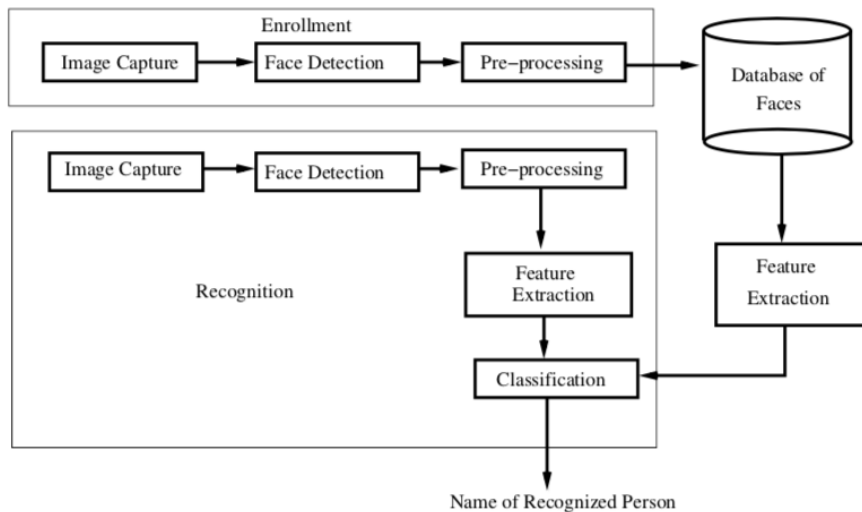 Enrollment
Image Capture
Face Detection
Pre−processing
Database of
Faces
Image Capture
Face Detection
Pre−processing
Feature
Extraction
Feature
Extraction
Recognition
Classification
Name of Recognized Person